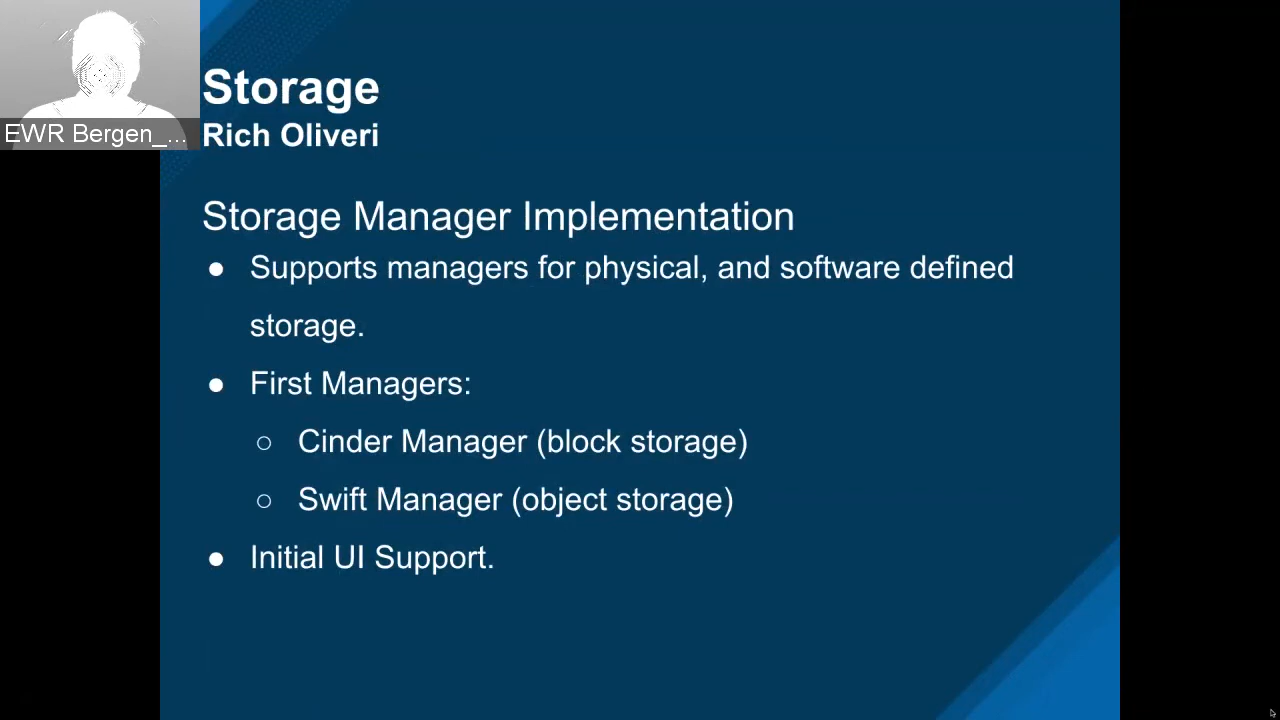 Storage
EWR Bergen_...
Rich Oliveri
Storage Manager Implementation
● Supports managers for physical, and software defined
storage.
● First Managers:
○ Cinder Manager (block storage)
○ Swift Manager (object storage)
● Initial UI Support.